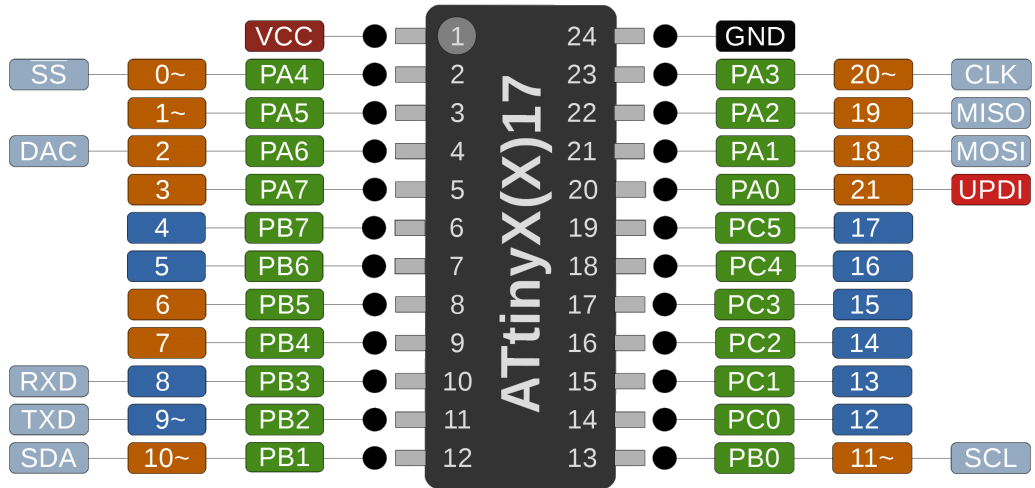 VCC 1 24 GND
SS 0~ PA4 2 23 PA3 20~ CLK
1~ PA5 3 22 PA2 19 MISO
DAC 2 PA6 4 21 PA1 18 MOSI
3 PA7 5 20 PA0 21 UPDI
4 PB7 6 19 PC5 17
5 PB6 7 18 PC4 16
6 PB5 8 17 PC3 15
7 PB4 9 16 PC2 14
RXD 8 PB3 10 15 PC1 13
TXD 9~ PB2 11 14 PC0 12
SDA 10~ PB1 12 13 PB0 11~ SCL
ATtinyX(X)17